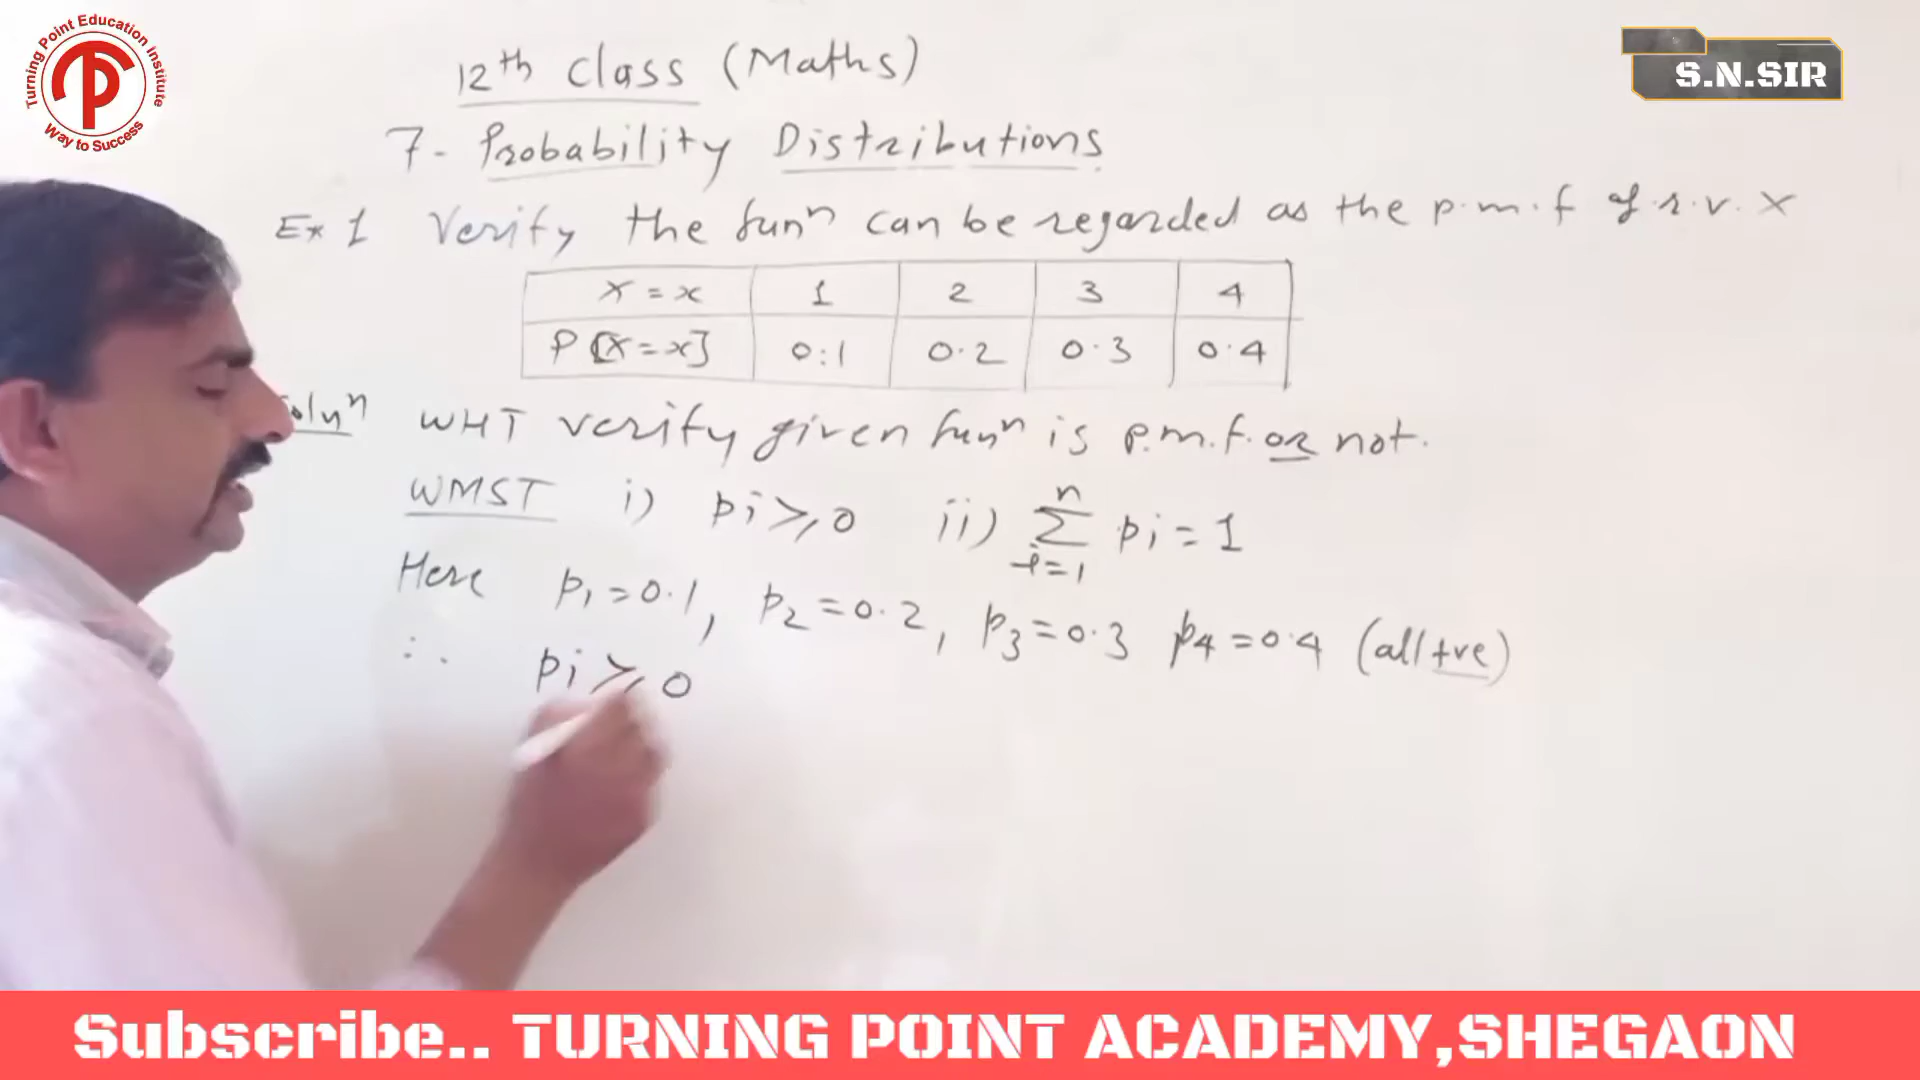 Turning Point Education Institute
Way to Success
S.N.SIR
12th Class (Maths)
7- Probability Distributions
Ex 1 Verify the funⁿ can be regarded as the p.m.f of r.v. X
X = x 1 2 3 4
P[X=x] 0.1 0.2 0.3 0.4
Solyⁿ WHT verify given funⁿ is p.m.f. or not.
WMST i) pi ⩾ 0 ii) n∑i=1 pi = 1
Here p₁=0.1, p₂=0.2, p₃=0.3 p₄=0.4 (all +ve)
∴ pi ⩾ 0
Subscribe.. TURNING POINT ACADEMY,SHEGAON